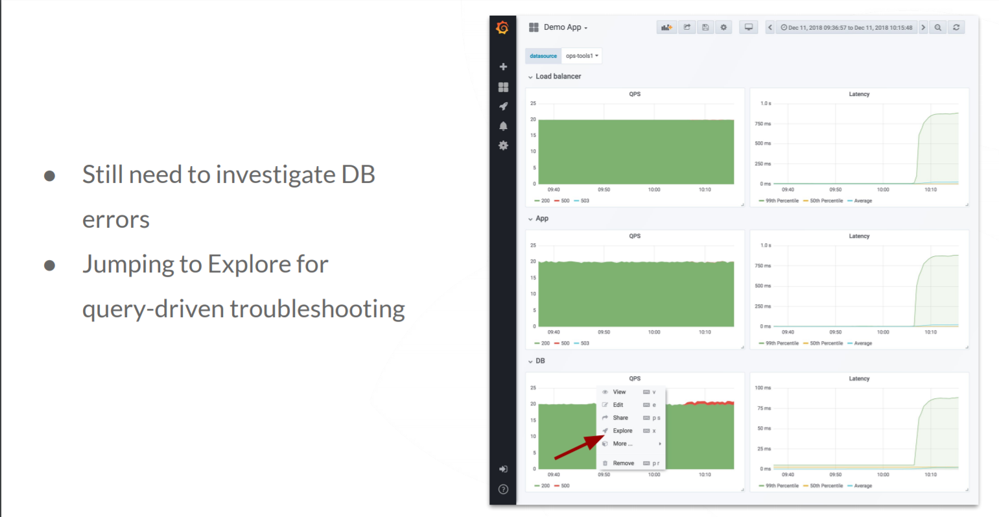 ● Still need to investigate DB
errors
● Jumping to Explore for
query-driven troubleshooting
Demo App
Dec 11, 2018 09:36:57 to Dec 11, 2018 10:15:48
datasource ops-tools1
Load balancer
QPS
25
20
15
10
5
0
09:40 09:50 10:00 10:10
200 500 503
Latency
1.0 s
750 ms
500 ms
250 ms
0 ms
09:40 09:50 10:00 10:10
99th Percentile 50th Percentile Average
App
QPS
25
20
15
10
5
0
09:40 09:50 10:00 10:10
200 500 503
Latency
1.0 s
750 ms
500 ms
250 ms
0 ms
09:40 09:50 10:00 10:10
99th Percentile 50th Percentile Average
DB
QPS
25
20
15
10
5
0
09:40 09:50 10:00 10:10
200 500
View v
Edit e
Share p s
Explore x
More ...
Remove p r
Latency
100 ms
75 ms
50 ms
25 ms
0 ms
09:40 09:50 10:00 10:10
99th Percentile 50th Percentile Average